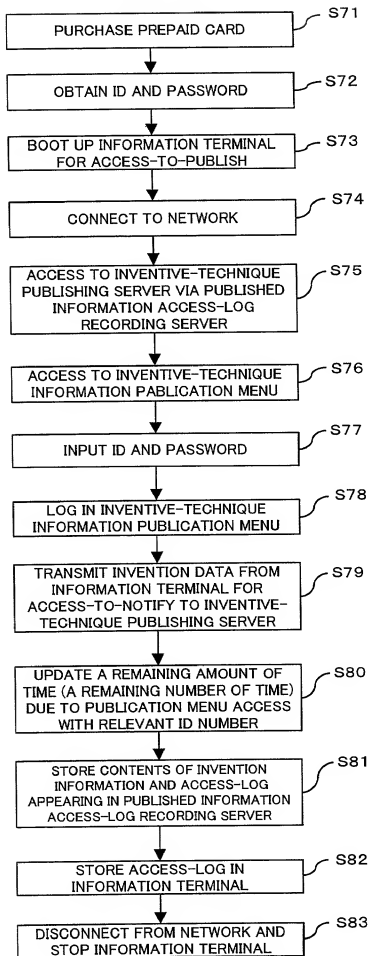 S71
PURCHASE PREPAID CARD
S72
OBTAIN ID AND PASSWORD
S73
BOOT UP INFORMATION TERMINAL
FOR ACCESS-TO-PUBLISH
S74
CONNECT TO NETWORK
S75
ACCESS TO INVENTIVE-TECHNIQUE
PUBLISHING SERVER VIA PUBLISHED
INFORMATION ACCESS-LOG
RECORDING SERVER
S76
ACCESS TO INVENTIVE-TECHNIQUE
INFORMATION PABLICATION MENU
S77
INPUT ID AND PASSWORD
S78
LOG IN INVENTIVE-TECHNIQUE
INFORMATION PUBLICATION MENU
S79
TRANSMIT INVENTION DATA FROM
INFORMATION TERMINAL FOR
ACCESS-TO-NOTIFY TO INVENTIVE-
TECHNIQUE PUBLISHING SERVER
S80
UPDATE A REMAINING AMOUNT OF
TIME (A REMAINING NUMBER OF TIME)
DUE TO PUBLICATION MENU ACCESS
WITH RELEVANT ID NUMBER
S81
STORE CONTENTS OF INVENTION
INFORMATION AND ACCESS-LOG
APPEARING IN PUBLISHED INFORMATION
ACCESS-LOG RECORDING SERVER
S82
STORE ACCESS-LOG IN
INFORMATION TERMINAL
S83
DISCONNECT FROM NETWORK AND
STOP INFORMATION TERMINAL